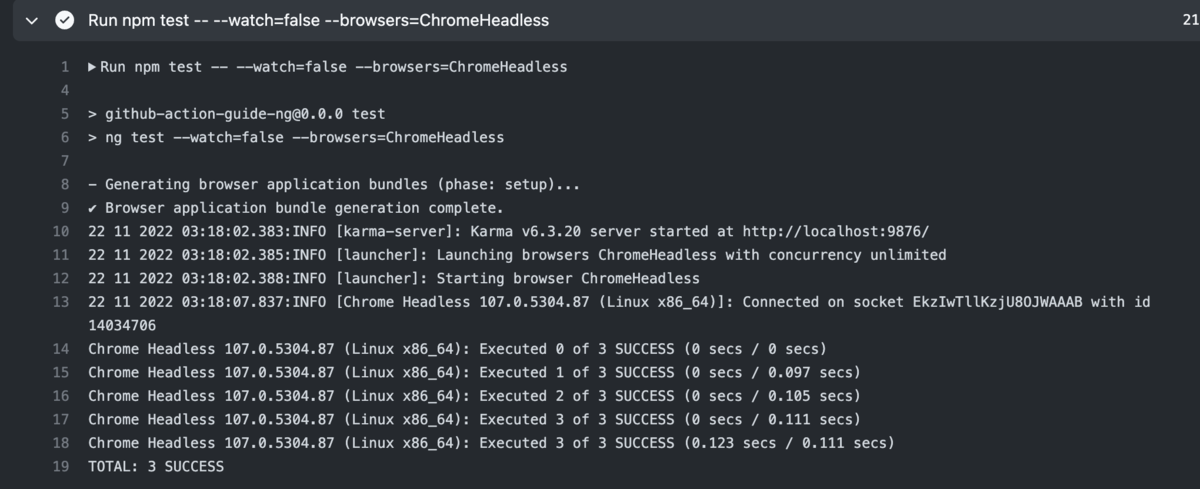 Run npm test -- --watch=false --browsers=ChromeHeadless 21
1 ▶ Run npm test -- --watch=false --browsers=ChromeHeadless
4
5 > github-action-guide-ng@0.0.0 test
6 > ng test --watch=false --browsers=ChromeHeadless
7
8 - Generating browser application bundles (phase: setup)...
9 ✔ Browser application bundle generation complete.
10 22 11 2022 03:18:02.383:INFO [karma-server]: Karma v6.3.20 server started at http://localhost:9876/
11 22 11 2022 03:18:02.385:INFO [launcher]: Launching browsers ChromeHeadless with concurrency unlimited
12 22 11 2022 03:18:02.388:INFO [launcher]: Starting browser ChromeHeadless
13 22 11 2022 03:18:07.837:INFO [Chrome Headless 107.0.5304.87 (Linux x86_64)]: Connected on socket EkzIwTllKzjU8OJWAAAB with id
14034706
14 Chrome Headless 107.0.5304.87 (Linux x86_64): Executed 0 of 3 SUCCESS (0 secs / 0 secs)
15 Chrome Headless 107.0.5304.87 (Linux x86_64): Executed 1 of 3 SUCCESS (0 secs / 0.097 secs)
16 Chrome Headless 107.0.5304.87 (Linux x86_64): Executed 2 of 3 SUCCESS (0 secs / 0.105 secs)
17 Chrome Headless 107.0.5304.87 (Linux x86_64): Executed 3 of 3 SUCCESS (0 secs / 0.111 secs)
18 Chrome Headless 107.0.5304.87 (Linux x86_64): Executed 3 of 3 SUCCESS (0.123 secs / 0.111 secs)
19 TOTAL: 3 SUCCESS